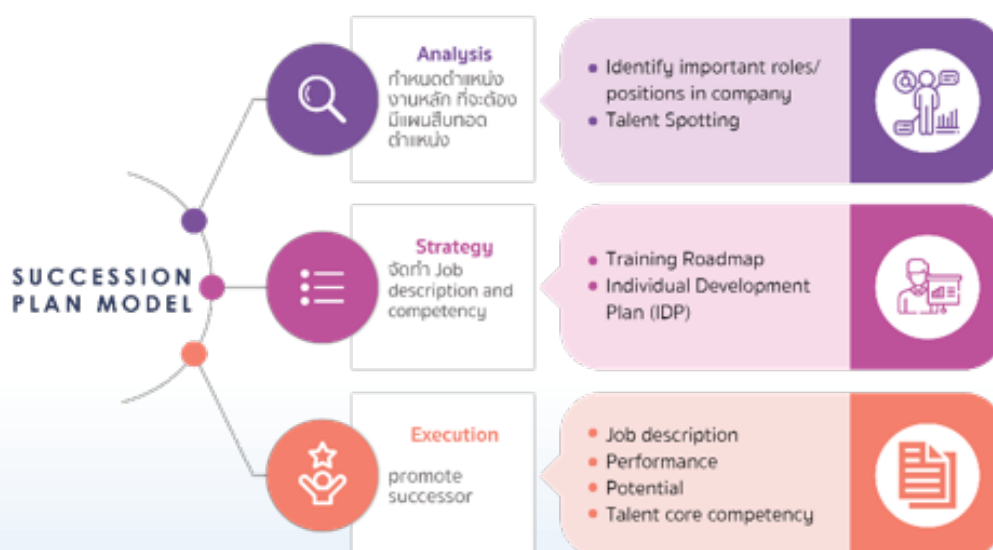 SUCCESSION
PLAN MODEL
Analysis
กำหนดตำแหน่ง
งานหลัก ที่จะต้อง
มีแผนสืบทอด
ตำแหน่ง
Identify important roles/
positions in company
Talent Spotting
Strategy
จัดทำ Job
description and
competency
Training Roadmap
Individual Development
Plan (IDP)
Execution
promote
successor
Job description
Performance
Potential
Talent core competency